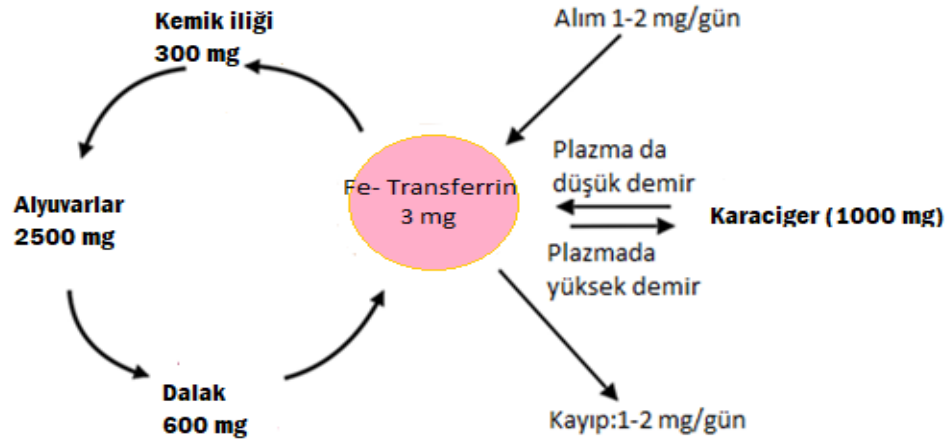 Kemik iliği
300 mg
Alım 1-2 mg/gün
Plazma da
düşük demir
Fe- Transferrin
3 mg
Alyuvarlar
2500 mg
Karaciger (1000 mg)
Plazmada
yüksek demir
Dalak
600 mg
Kayıp:1-2 mg/gün